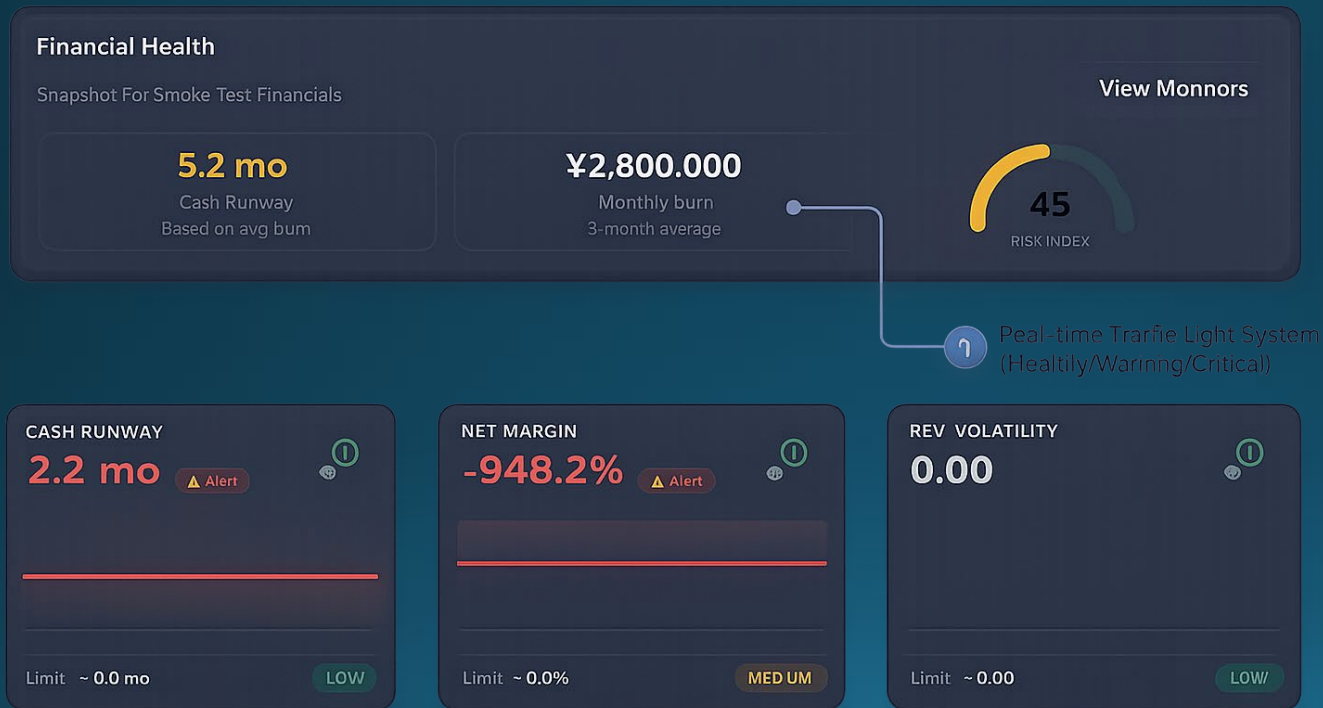 Financial Health
Snapshot For Smoke Test Financials
View Monnors
5.2 mo
Cash Runway
Based on avg bum
¥2,800.000
Monthly burn
3-month average
45
RISK INDEX
Peal-time Trarfie Light System
(Healtily/Warinng/Critical)
CASH RUNWAY
2.2 mo
Alert
Limit ~ 0.0 mo
LOW
NET MARGIN
-948.2%
Alert
Limit ~ 0.0%
MED UM
REV VOLATILITY
0.00
Limit ~ 0.00
LOW/